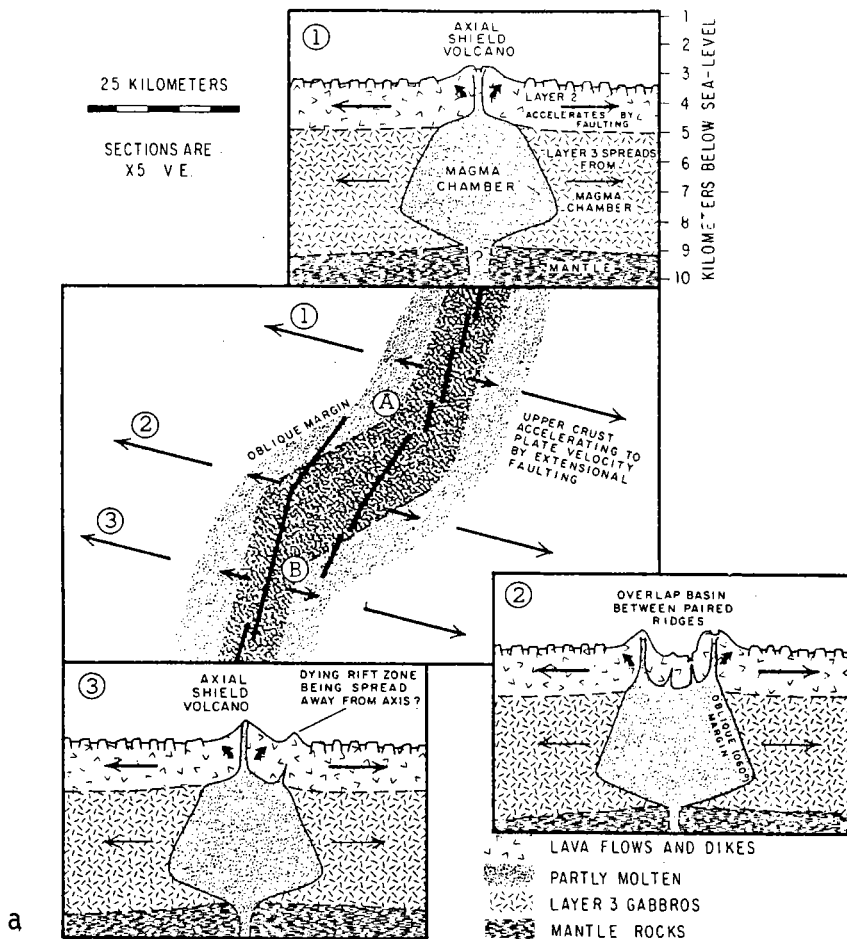 ①
AXIAL
SHIELD
VOLCANO
25 KILOMETERS
SECTIONS ARE
X5 V E.
LAYER 2
ACCELERATES BY
FAULTING
MAGMA
CHAMBER
LAYER 3 SPREADS
FROM
MAGMA
CHAMBER
?
MANTLE
1
2
3
4
5
6
7
8
9
10
KILOMETERS BELOW SEA-LEVEL
①
②
③
OBLIQUE MARGIN
A
B
UPPER CRUST
ACCELERATING TO
PLATE VELOCITY
BY EXTENSIONAL
FAULTING
②
OVERLAP BASIN
BETWEEN PAIRED
RIDGES
OBLIQUE (060°)
MARGIN
③
AXIAL
SHIELD
VOLCANO
DYING RIFT ZONE
BEING SPREAD
AWAY FROM AXIS ?
LAVA FLOWS AND DIKES
PARTLY MOLTEN
LAYER 3 GABBROS
MANTLE ROCKS
a